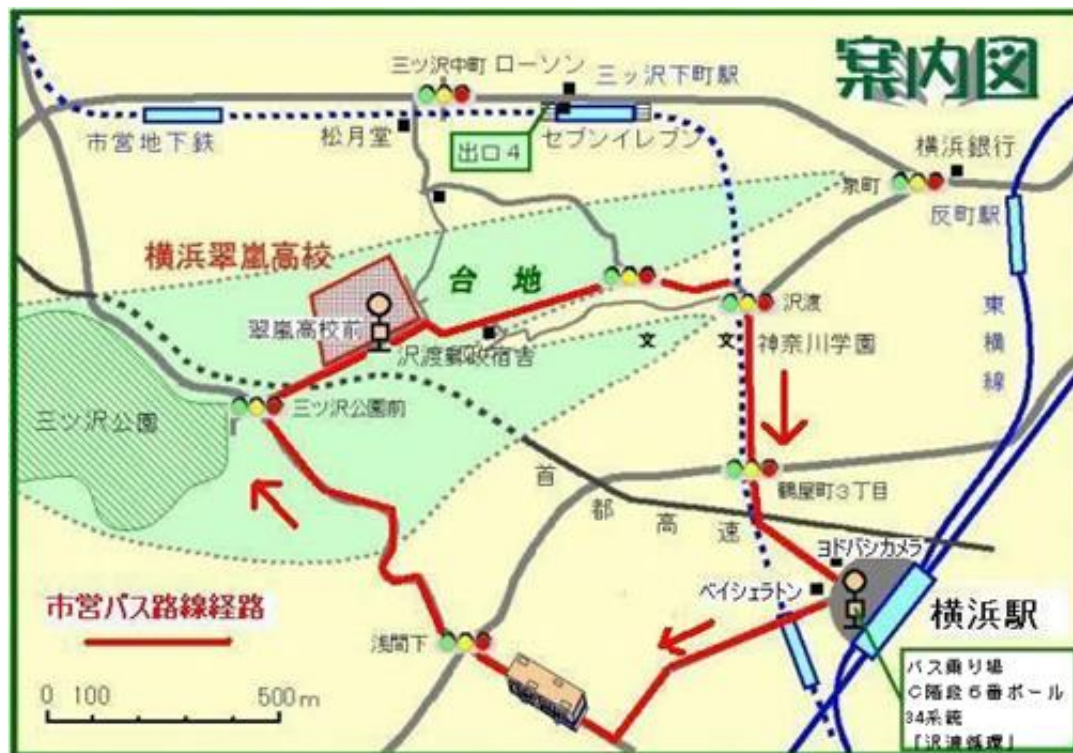 案内図
三ツ沢中町
ローソン
三ッ沢下町駅
市営地下鉄
松月堂
出口4
セブンイレブン
横浜銀行
泉町
反町駅
横浜翠嵐高校
台地
沢渡
東横線
翠嵐高校前
文
文
神奈川学園
三ツ沢公園
三ツ沢公園前
鶴屋町3丁目
首都高速
ヨドバシカメラ
ベイシェラトン
市営バス路線経路
横浜駅
浅間下
0 100 500m
バス乗り場
C階段6番ポール
34系統
「沢渡循環」